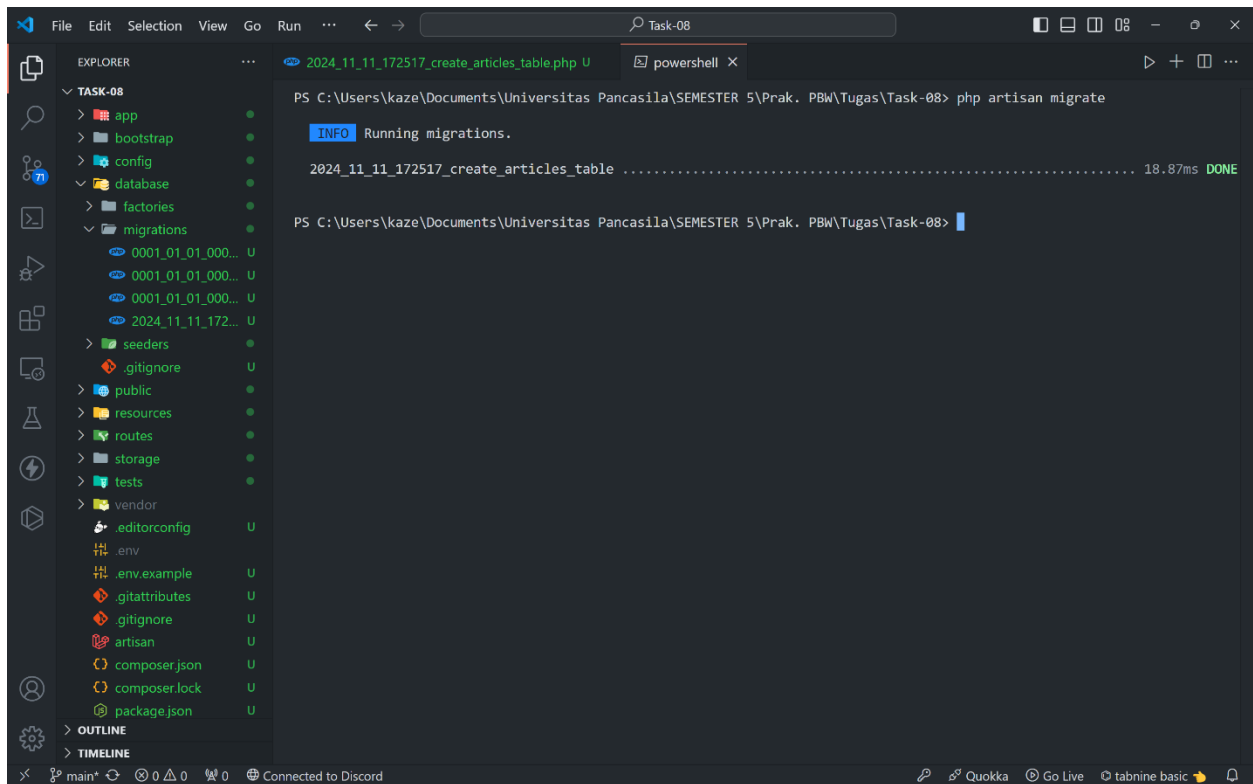 File Edit Selection View Go Run ··· Task-08
EXPLORER ···
TASK-08
app
bootstrap
config
database
factories
migrations
0001_01_01_000... U
0001_01_01_000... U
0001_01_01_000... U
2024_11_11_172... U
seeders
.gitignore U
public
resources
routes
storage
tests
vendor
.editorconfig U
.env
.env.example U
.gitattributes U
.gitignore U
artisan U
composer.json U
composer.lock U
package.json U
OUTLINE
TIMELINE
71
2024_11_11_172517_create_articles_table.php U powershell
PS C:\Users\kaze\Documents\Universitas Pancasila\SEMESTER 5\Prak. PBW\Tugas\Task-08> php artisan migrate
INFO Running migrations.
2024_11_11_172517_create_articles_table .................................................................. 18.87ms DONE
PS C:\Users\kaze\Documents\Universitas Pancasila\SEMESTER 5\Prak. PBW\Tugas\Task-08>
main* 0 0 0 Connected to Discord Quokka Go Live tabnine basic